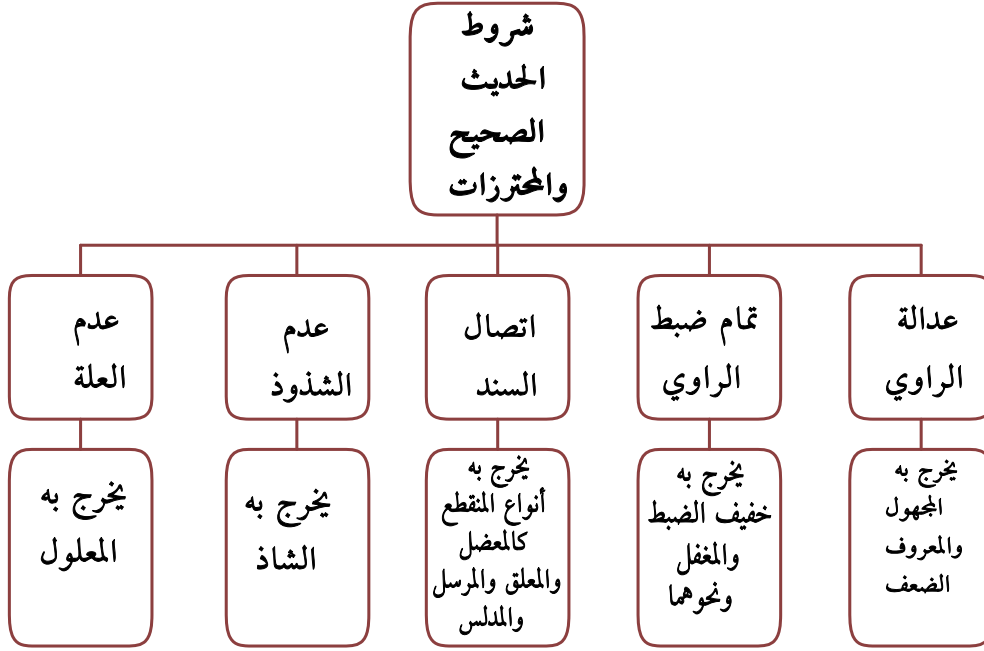 شروط
الحديث
الصحيح
والمحترزات
عدالة
الراوي
تمام ضبط
الراوي
اتصال
السند
عدم
الشذوذ
عدم
العلة
يخرج به
المجهول
والمعروف
الضعف
يخرج به
خفيف الضبط
والمغفل
ونحوهما
يخرج به
أنواع المنقطع
كالمعضل
والمعلق والمرسل
والمدلس
يخرج به
الشاذ
يخرج به
المعلول